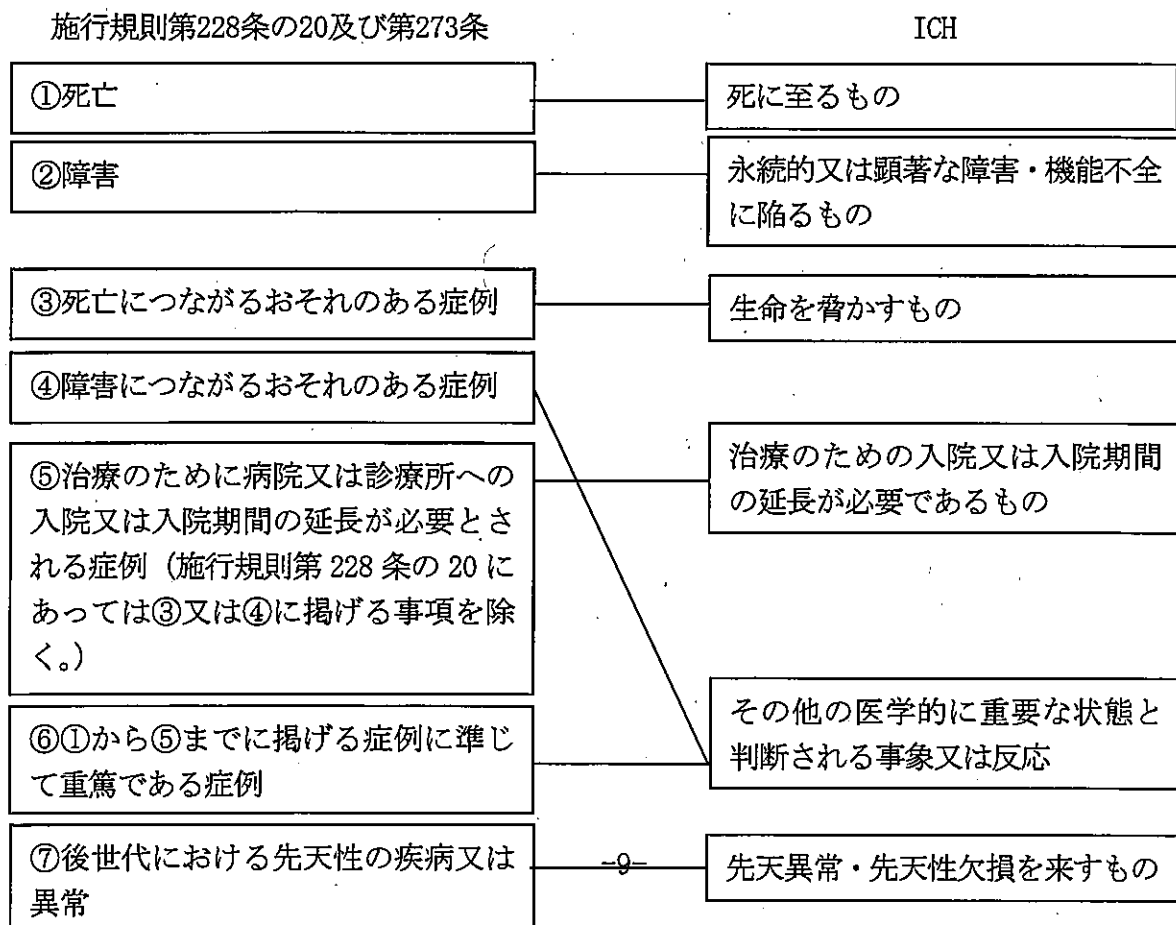 施行規則第228条の20及び第273条
ICH
①死亡
死に至るもの
②障害
永続的又は顕著な障害・機能不全
に陥るもの
③死亡につながるおそれのある症例
生命を脅かすもの
④障害につながるおそれのある症例
⑤治療のために病院又は診療所への
入院又は入院期間の延長が必要とさ
れる症例（施行規則第 228 条の 20 に
あっては③又は④に掲げる事項を除
く。）
治療のための入院又は入院期間
の延長が必要であるもの
⑥①から⑤までに掲げる症例に準じ
て重篤である症例
その他の医学的に重要な状態と
判断される事象又は反応
⑦後世代における先天性の疾病又は
異常
-9-
先天異常・先天性欠損を来すもの